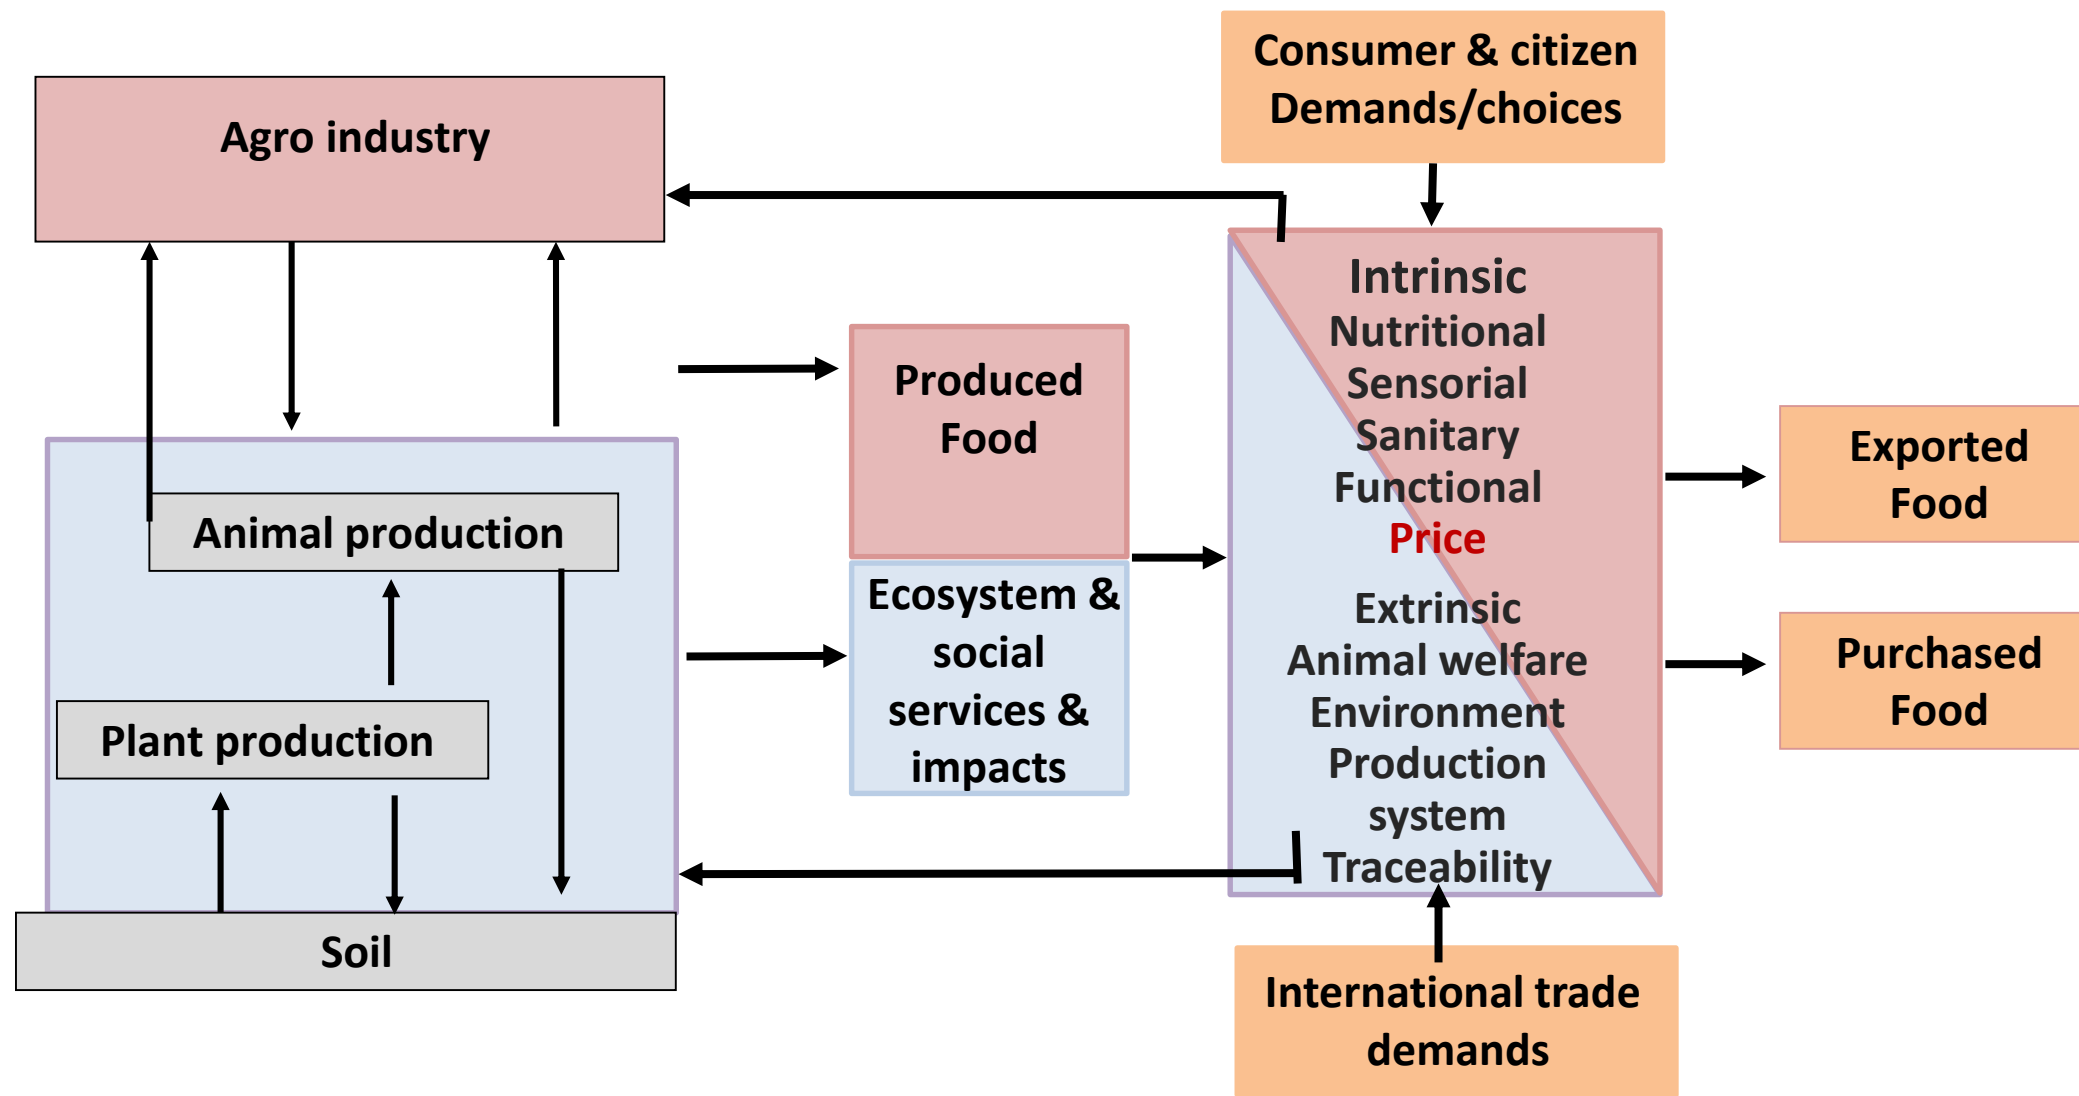 Agro industry
Animal production
Plant production
Soil
Produced
Food
Ecosystem &
social
services &
impacts
Consumer & citizen
Demands/choices
Intrinsic
Nutritional
Sensorial
Sanitary
Functional
Price
Extrinsic
Animal welfare
Environment
Production
system
Traceability
International trade
demands
Exported
Food
Purchased
Food